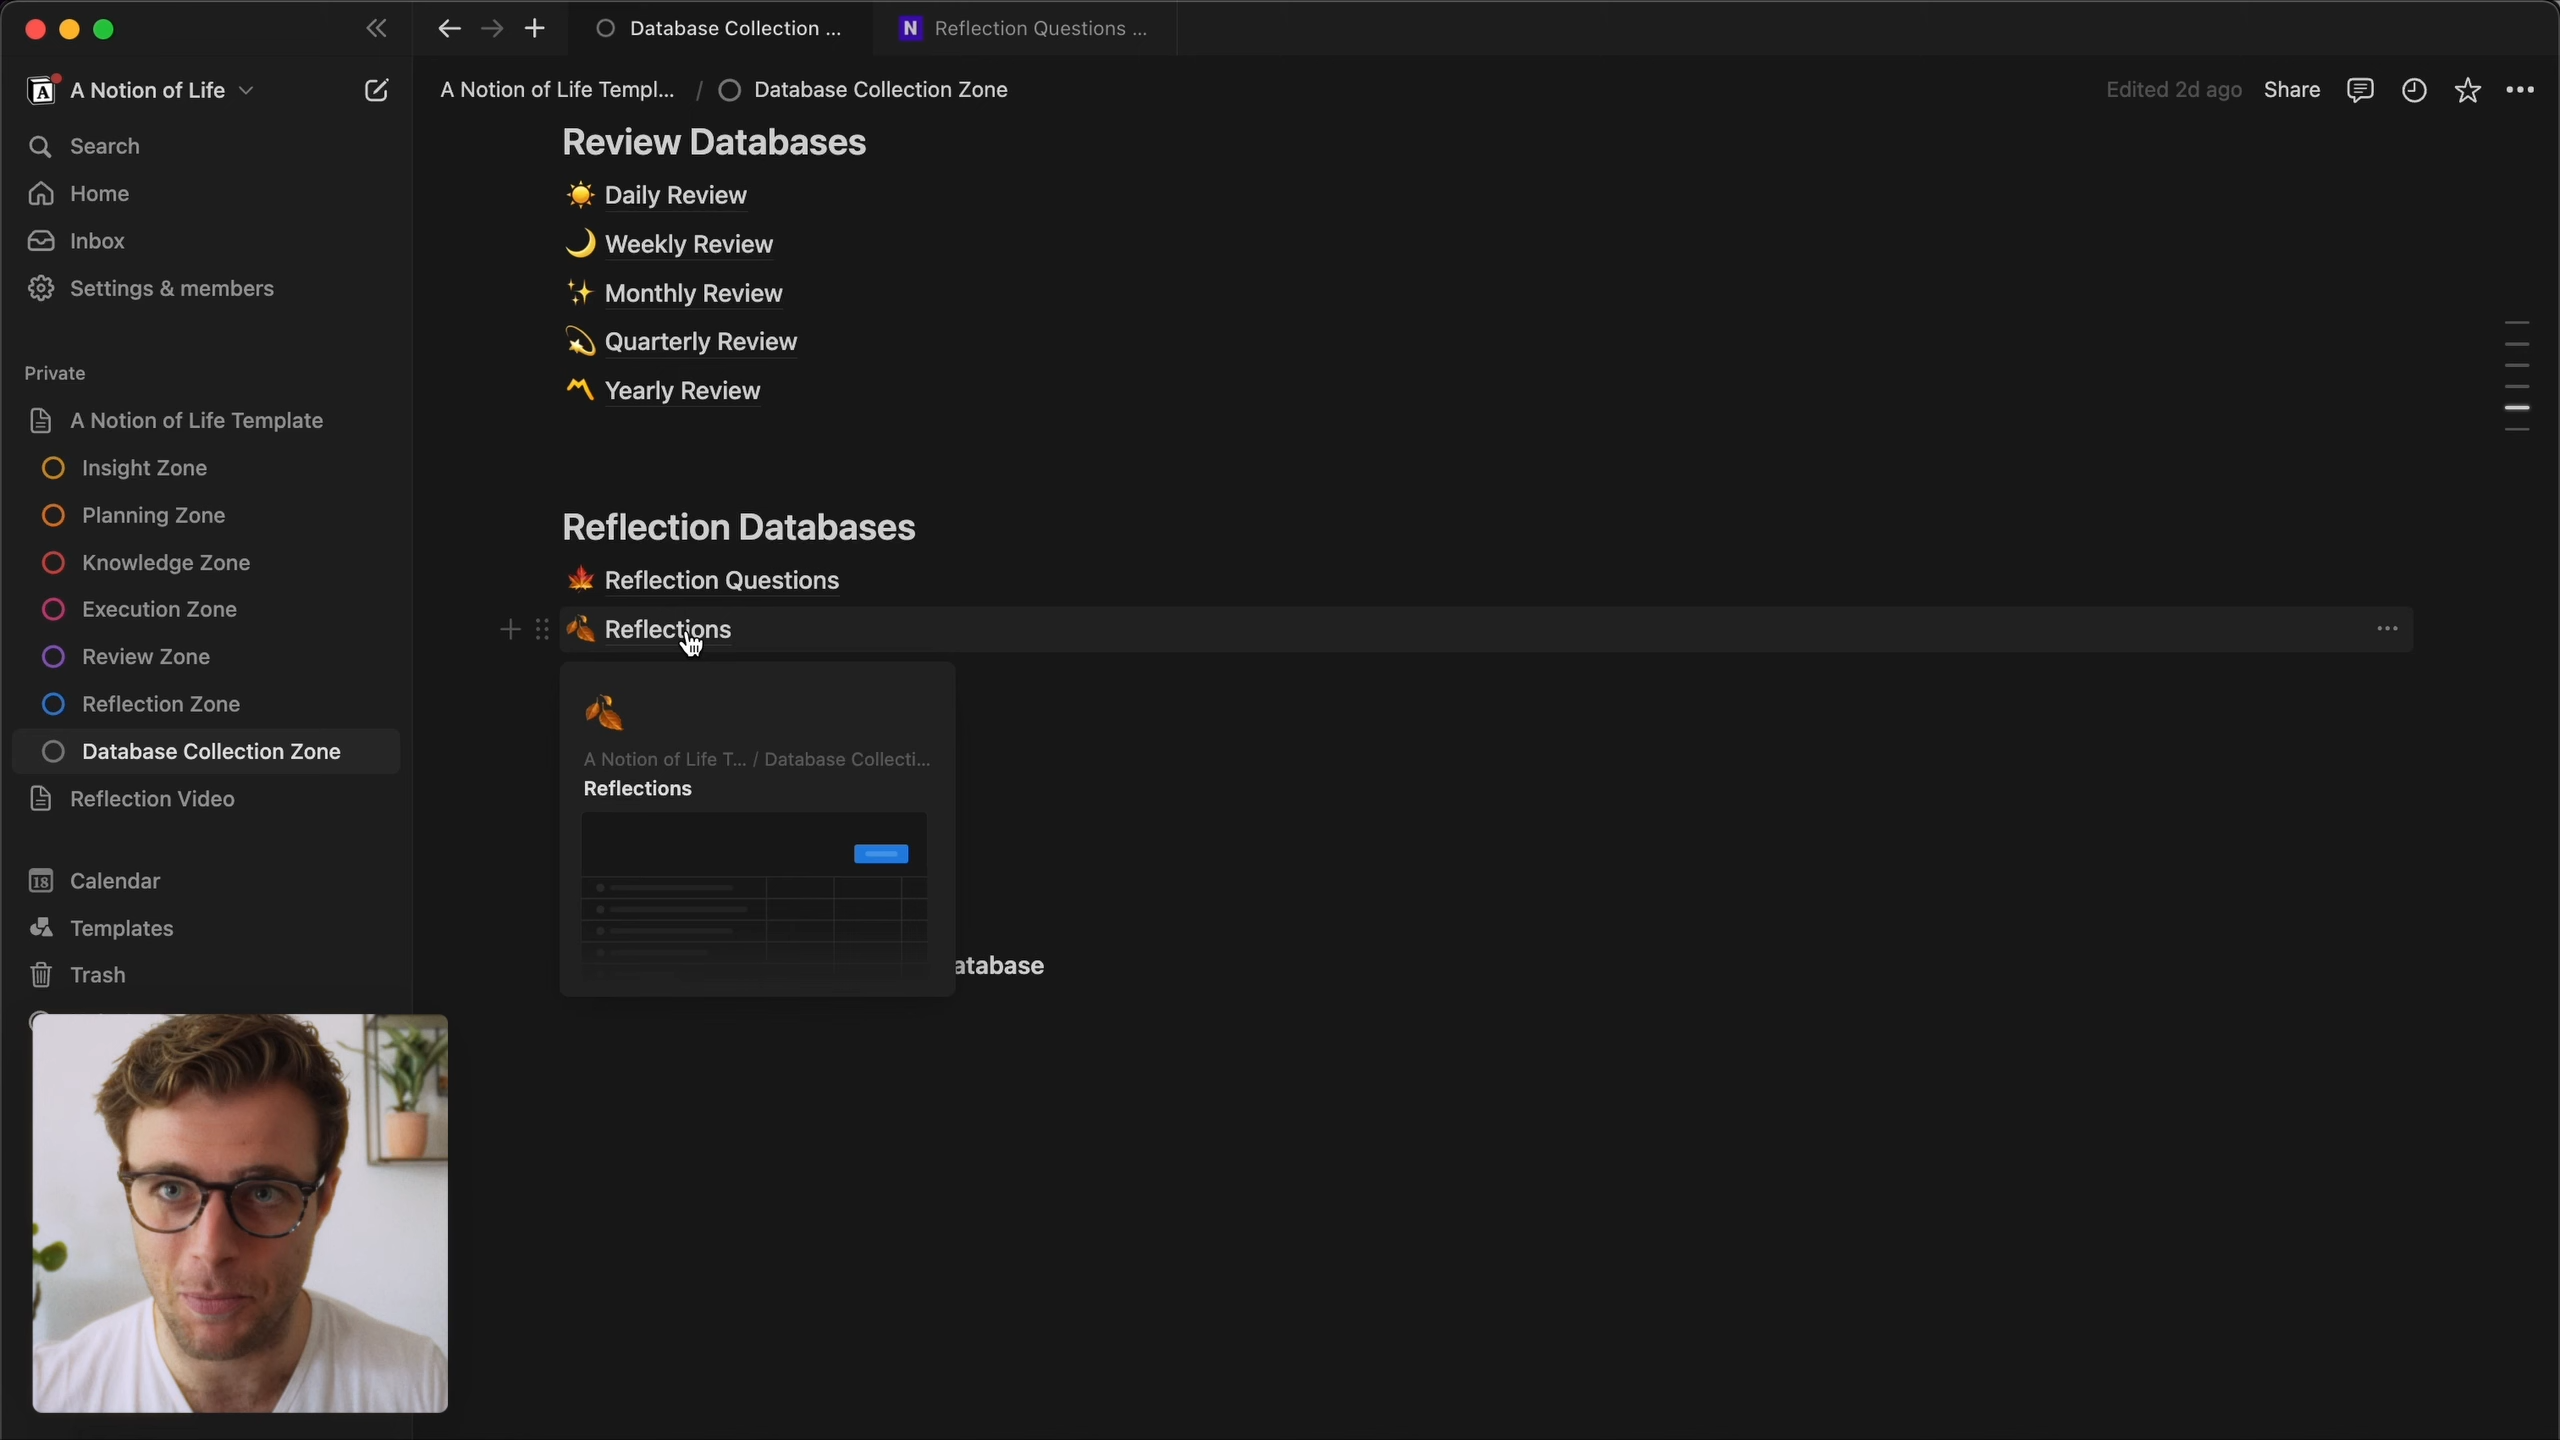 Database Collection ...
N Reflection Questions ...
A Notion of Life
A Notion of Life Templ... / Database Collection Zone
Edited 2d ago Share
Search
Home
Inbox
Settings & members
Private
A Notion of Life Template
Insight Zone
Planning Zone
Knowledge Zone
Execution Zone
Review Zone
Reflection Zone
Database Collection Zone
Reflection Video
18 Calendar
Templates
Trash
Review Databases
Daily Review
Weekly Review
Monthly Review
Quarterly Review
Yearly Review
Reflection Databases
Reflection Questions
Reflections
A Notion of Life T... / Database Collecti...
Reflections
atabase